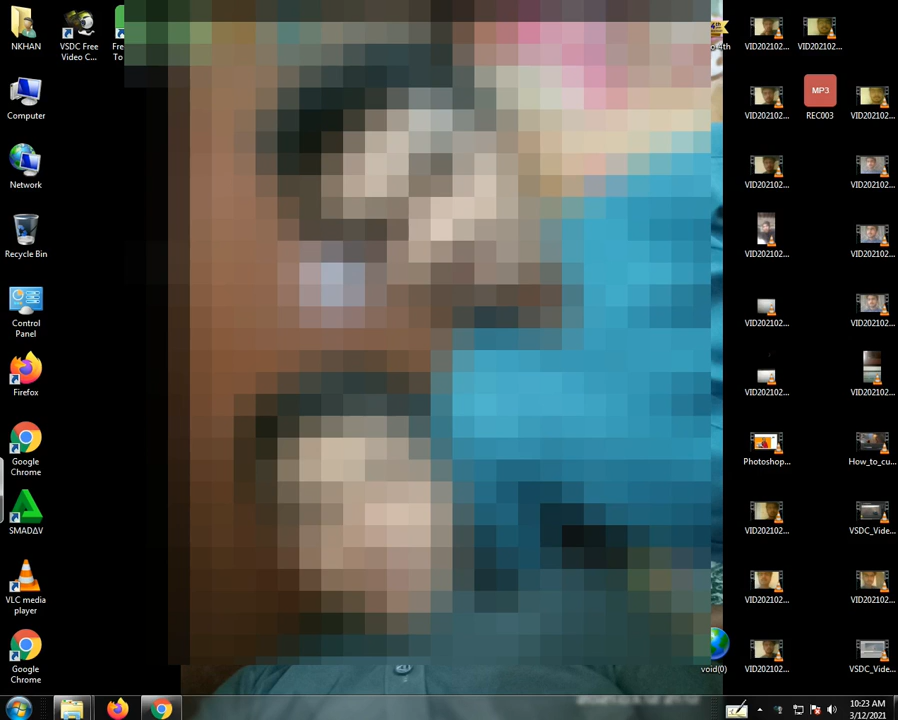 NKHAN
VSDC Free
Video C...
Computer
Network
Recycle Bin
Control
Panel
Firefox
Google
Chrome
SMADΔV
VLC media
player
Google
Chrome
4th
VID202102...
VID202102...
VID202102...
MP3
REC003
VID202102...
VID202102...
VID202102...
VID202102...
VID202102...
VID202102...
VID202102...
VID202102...
VID202102...
Photoshop...
How_to_cu...
VID202102...
VSDC_Vide...
VID202102...
VID202102...
void(0)
VID202102...
VSDC_Vide...
10:23 AM
3/12/2021